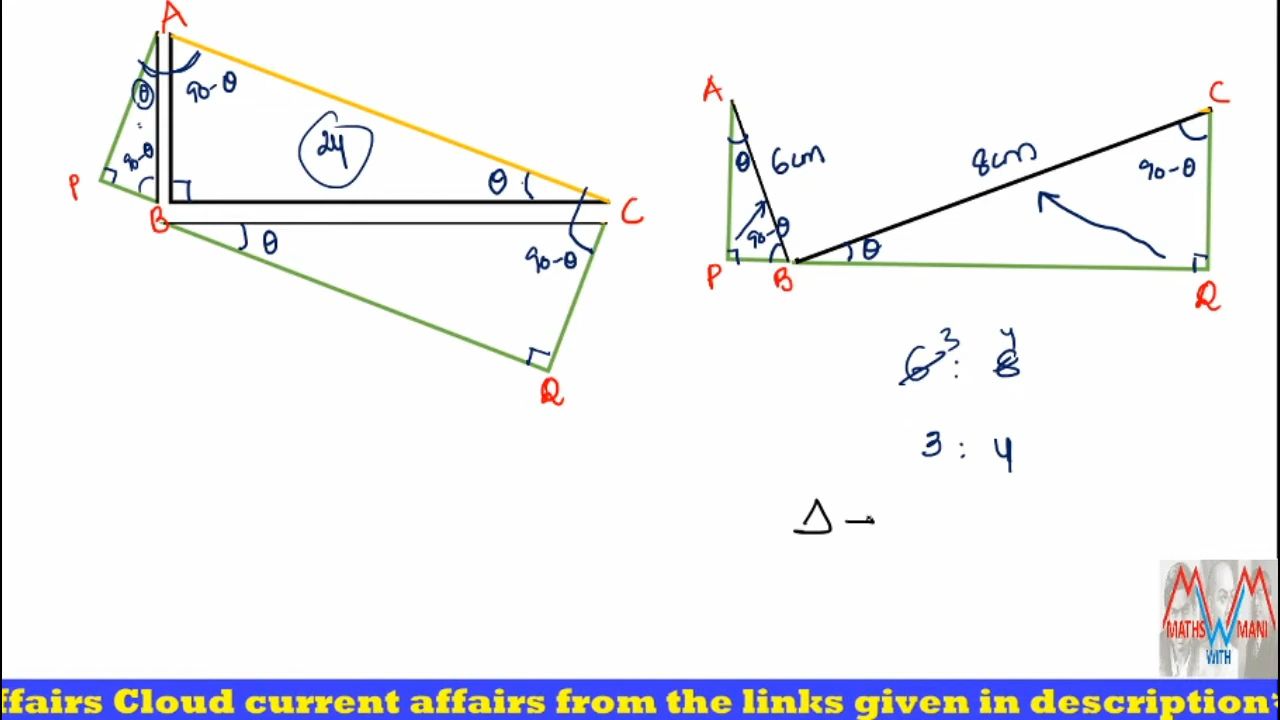 A
θ
90-θ
90-θ
24
θ
P
B
C
θ
90-θ
Q
A
θ
6cm
8cm
C
90-θ
90-θ
θ
P
B
Q
6 3 : 8 4
3 : 4
Δ →
MATHS MANI
WITH
ffairs Cloud current affairs from the links given in description